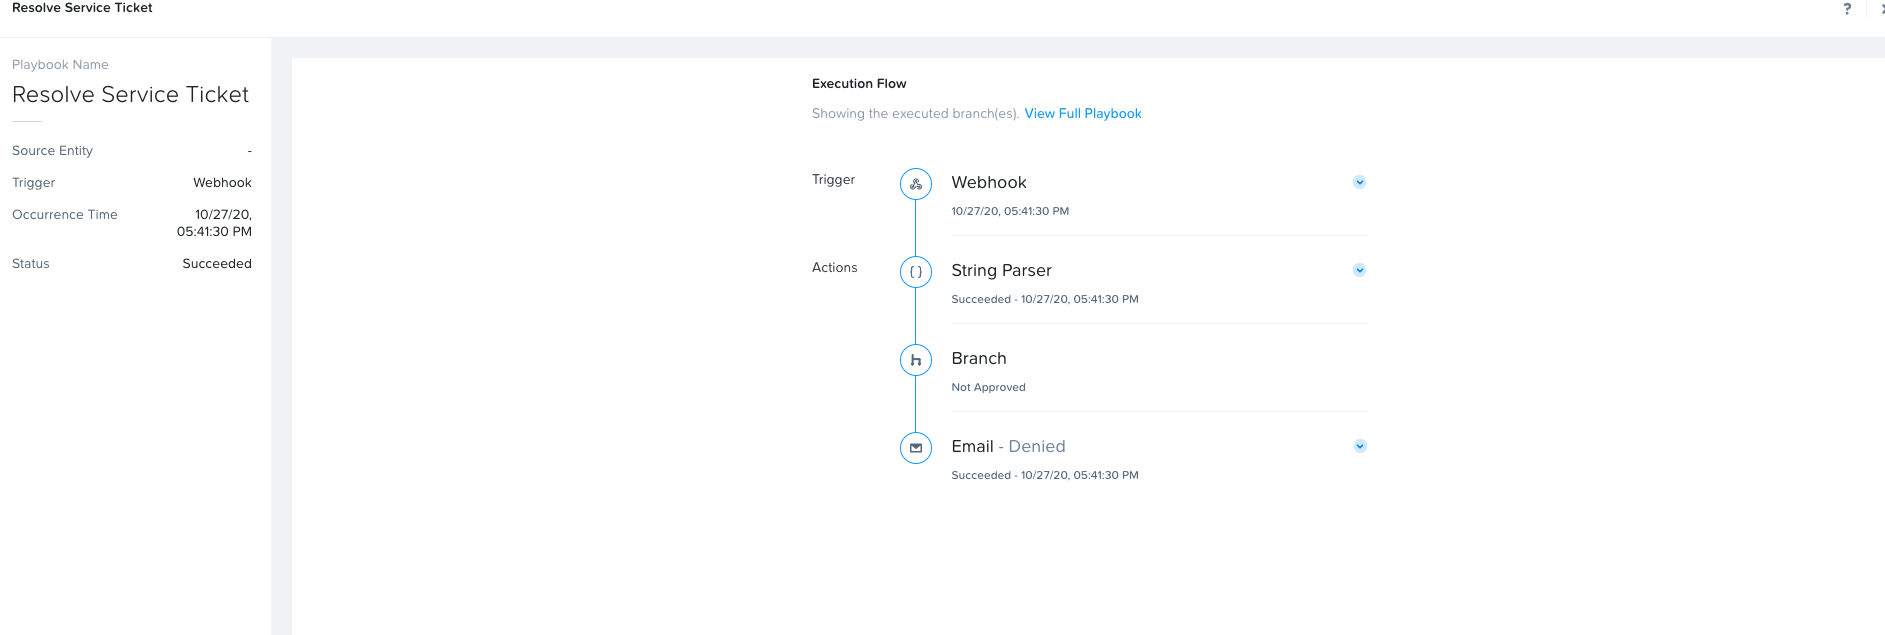 Resolve Service Ticket
?
Playbook Name
Resolve Service Ticket
Source Entity -
Trigger Webhook
Occurrence Time 10/27/20,
05:41:30 PM
Status Succeeded
Execution Flow
Showing the executed branch(es). View Full Playbook
Trigger
Webhook
10/27/20, 05:41:30 PM
Actions
String Parser
Succeeded - 10/27/20, 05:41:30 PM
Branch
Not Approved
Email - Denied
Succeeded - 10/27/20, 05:41:30 PM